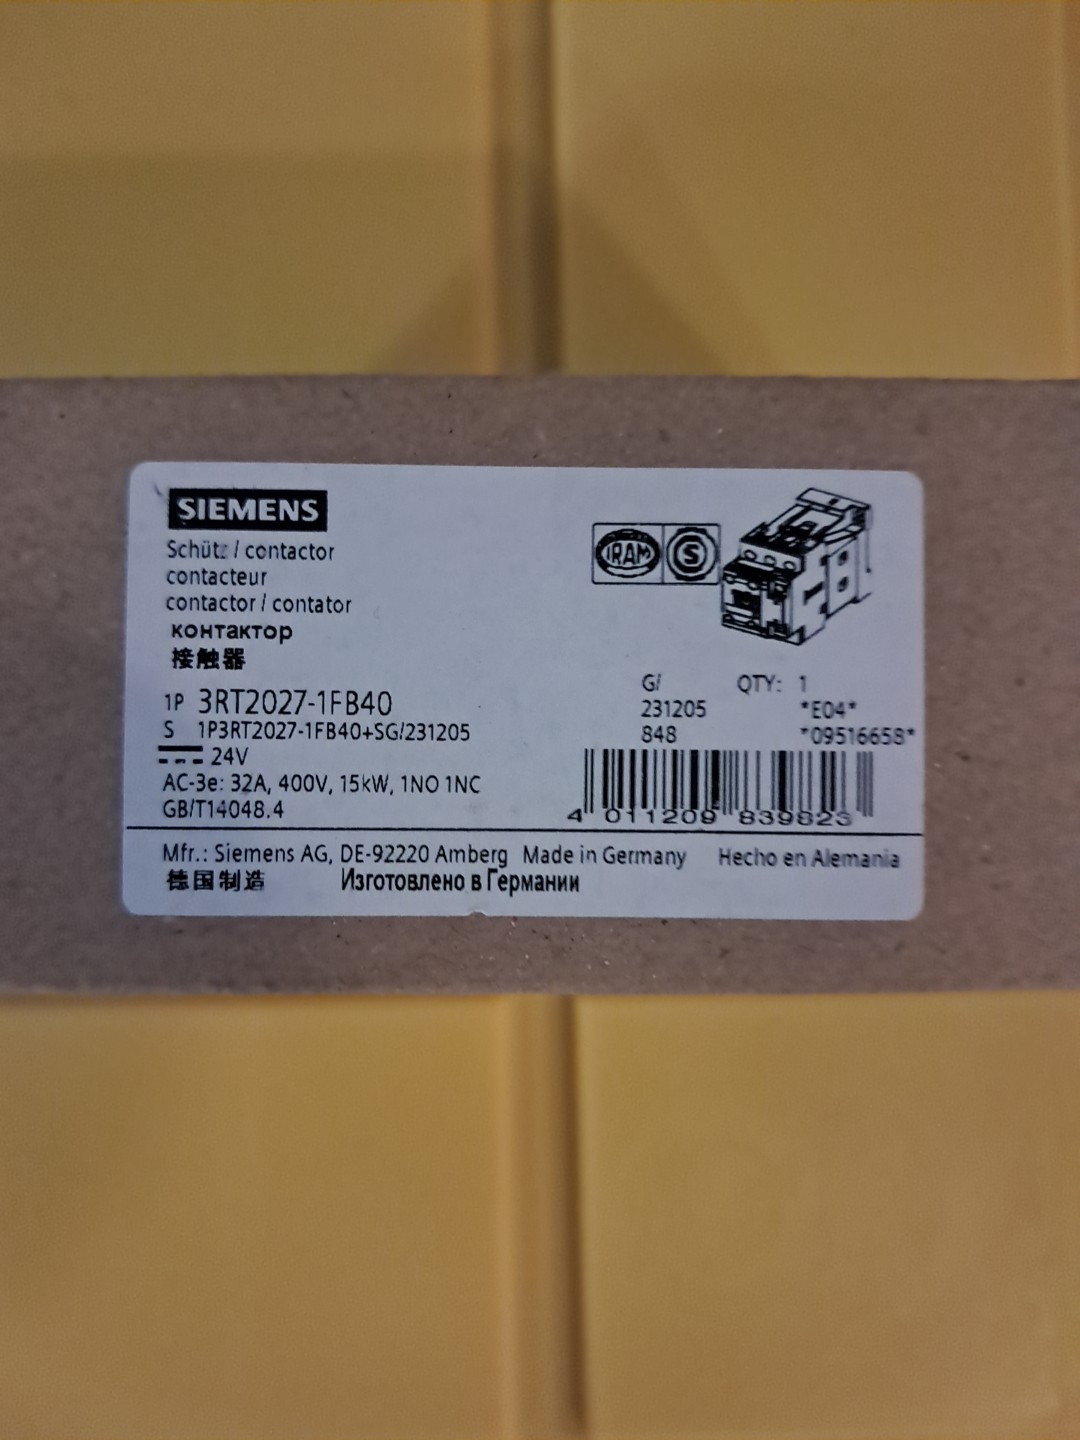 SIEMENS
Schütz / contactor
contacteur
contactor / contator
контактор
接触器
IRAM S
1P 3RT2027-1FB40
S 1P3RT2027-1FB40+SG/231205
24V
AC-3e: 32A, 400V, 15kW, 1NO 1NC
GB/T14048.4
G/ QTY: 1
231205 *E04*
848 *09516658*
4 011209 839823
Mfr.: Siemens AG, DE-92220 Amberg Made in Germany Hecho en Alemania
德国制造 Изготовлено в Германии